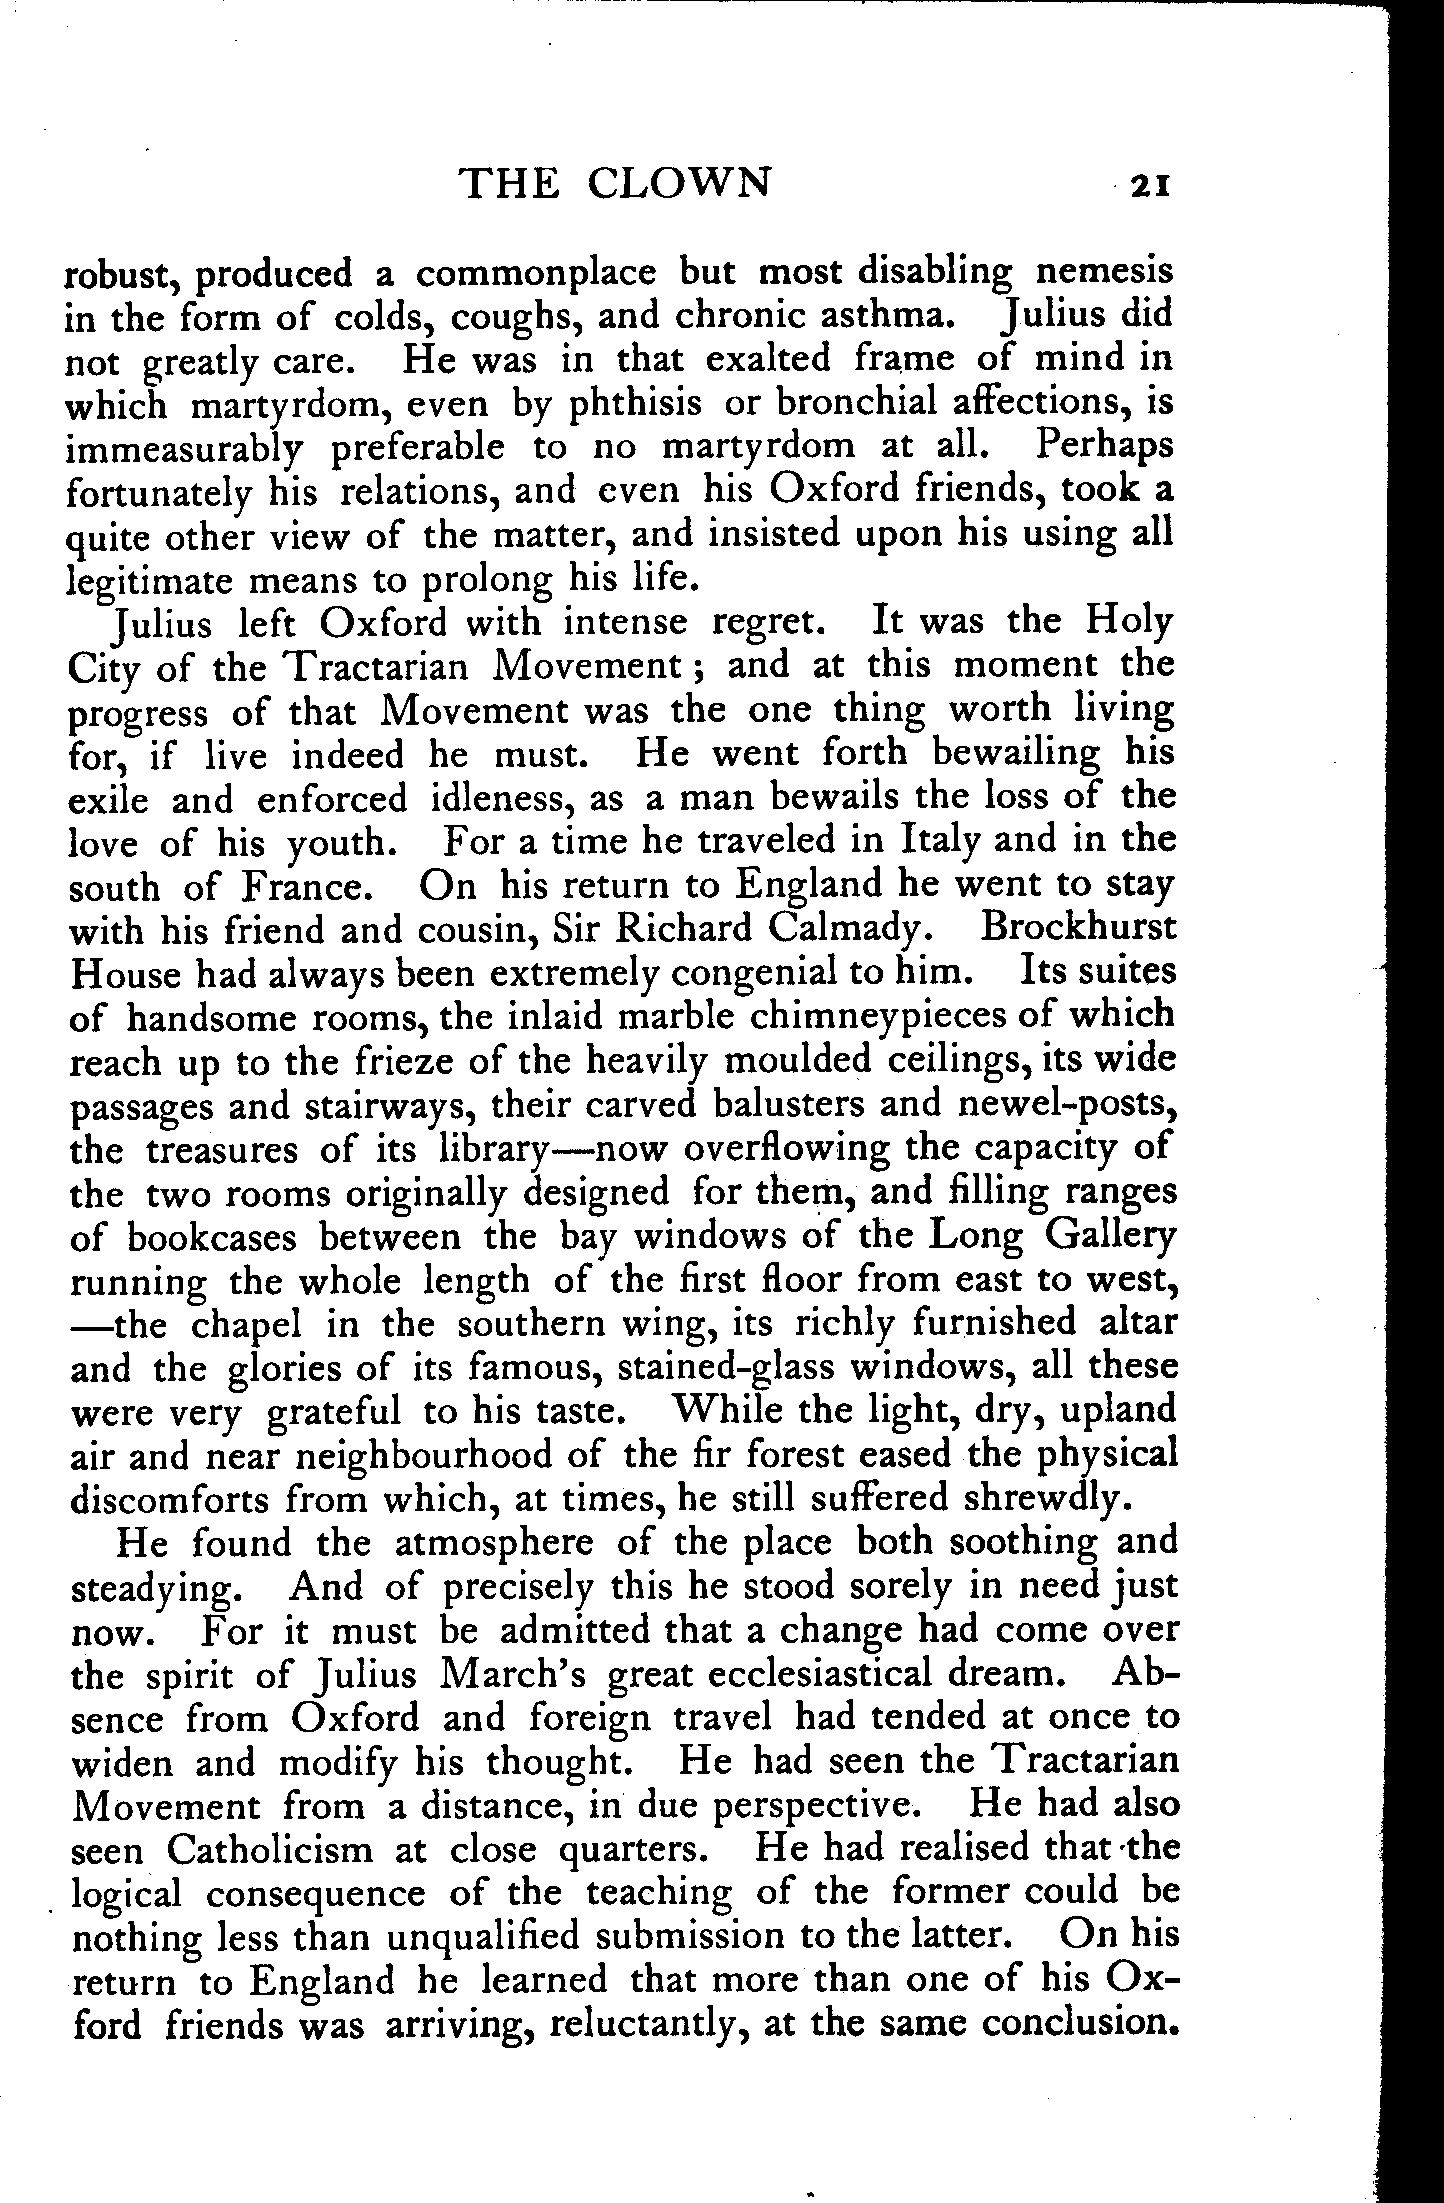 THE CLOWN 21
robust, produced a commonplace but most disabling nemesis
in the form of colds, coughs, and chronic asthma. Julius did
not greatly care. He was in that exalted frame of mind in
which martyrdom, even by phthisis or bronchial affections, is
immeasurably preferable to no martyrdom at all. Perhaps
fortunately his relations, and even his Oxford friends, took a
quite other view of the matter, and insisted upon his using all
legitimate means to prolong his life.
Julius left Oxford with intense regret. It was the Holy
City of the Tractarian Movement ; and at this moment the
progress of that Movement was the one thing worth living
for, if live indeed he must. He went forth bewailing his
exile and enforced idleness, as a man bewails the loss of the
love of his youth. For a time he traveled in Italy and in the
south of France. On his return to England he went to stay
with his friend and cousin, Sir Richard Calmady. Brockhurst
House had always been extremely congenial to him. Its suites
of handsome rooms, the inlaid marble chimneypieces of which
reach up to the frieze of the heavily moulded ceilings, its wide
passages and stairways, their carved balusters and newel-posts,
the treasures of its library—now overflowing the capacity of
the two rooms originally designed for them, and filling ranges
of bookcases between the bay windows of the Long Gallery
running the whole length of the first floor from east to west,
—the chapel in the southern wing, its richly furnished altar
and the glories of its famous, stained-glass windows, all these
were very grateful to his taste. While the light, dry, upland
air and near neighbourhood of the fir forest eased the physical
discomforts from which, at times, he still suffered shrewdly.
He found the atmosphere of the place both soothing and
steadying. And of precisely this he stood sorely in need just
now. For it must be admitted that a change had come over
the spirit of Julius March's great ecclesiastical dream. Ab-
sence from Oxford and foreign travel had tended at once to
widen and modify his thought. He had seen the Tractarian
Movement from a distance, in due perspective. He had also
seen Catholicism at close quarters. He had realised that the
logical consequence of the teaching of the former could be
nothing less than unqualified submission to the latter. On his
return to England he learned that more than one of his Ox-
ford friends was arriving, reluctantly, at the same conclusion.